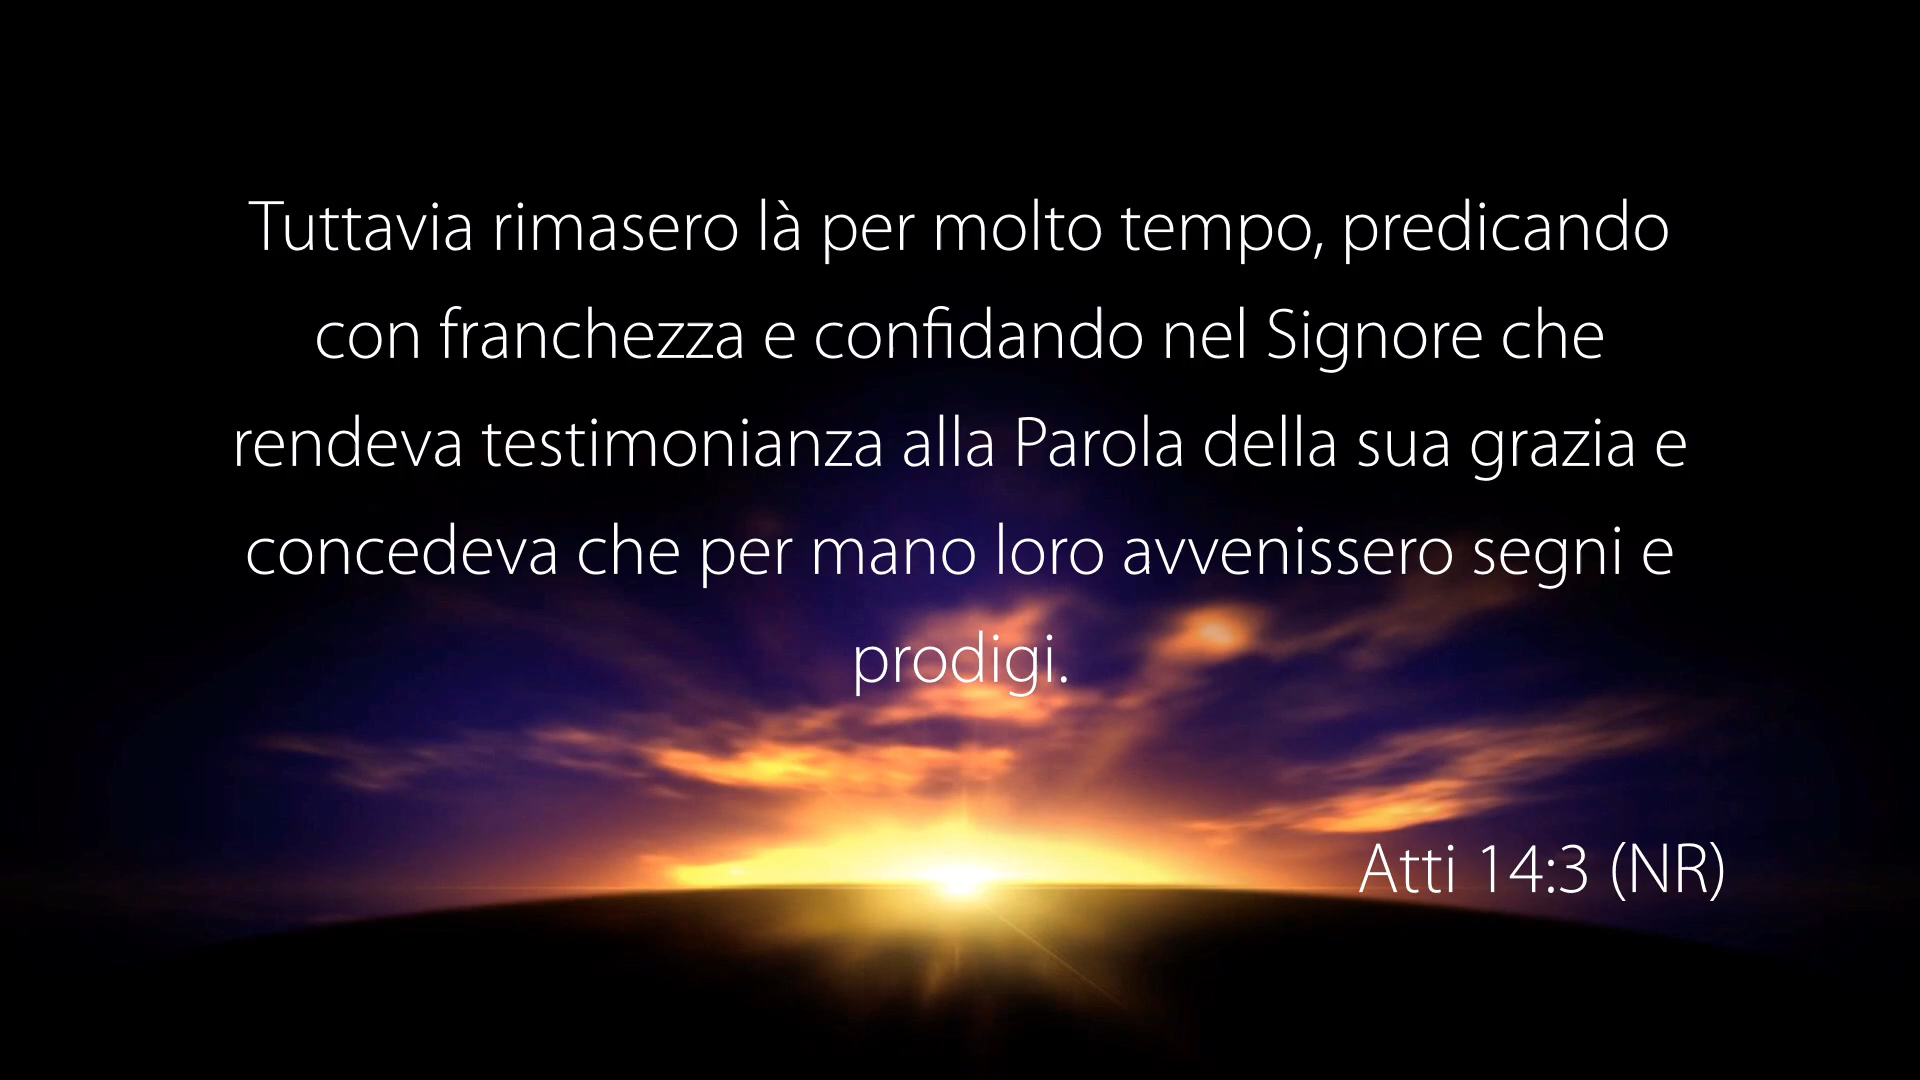 Tuttavia rimasero là per molto tempo, predicando
con franchezza e confidando nel Signore che
rendeva testimonianza alla Parola della sua grazia e
concedeva che per mano loro avvenissero segni e
prodigi.
Atti 14:3 (NR)